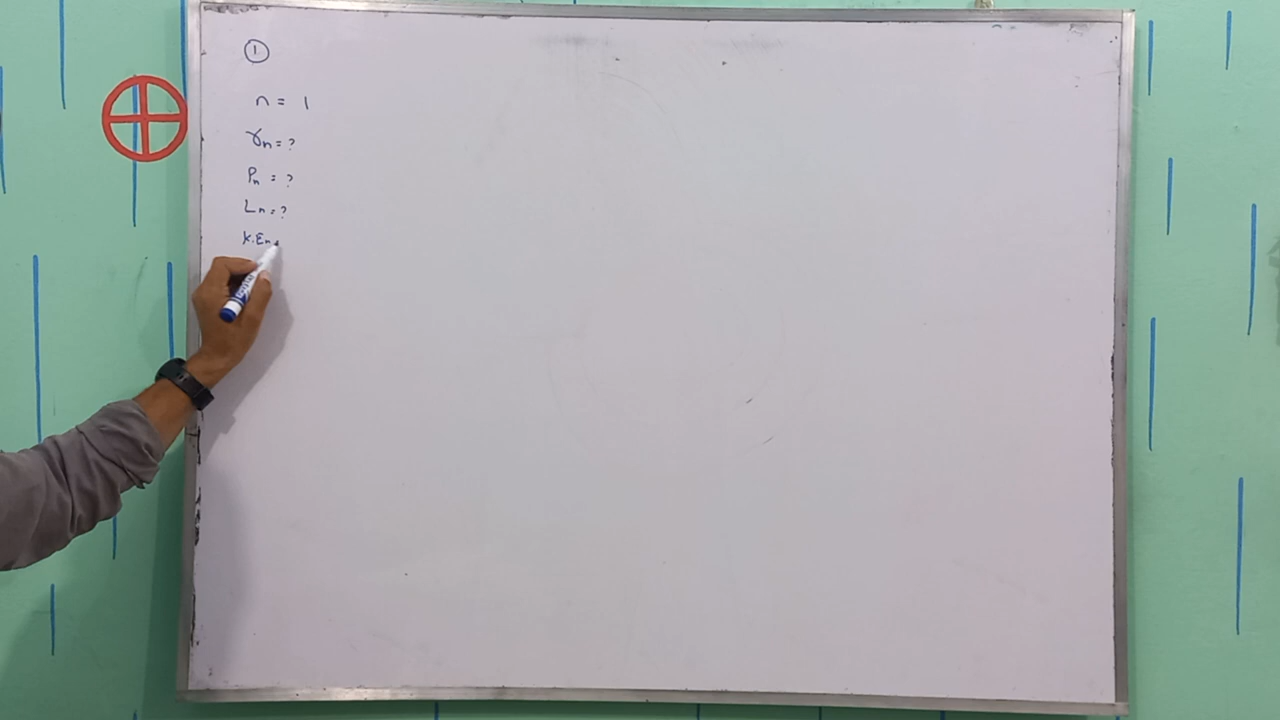 ①
n = 1
rn = ?
Pn = ?
Ln = ?
K.En